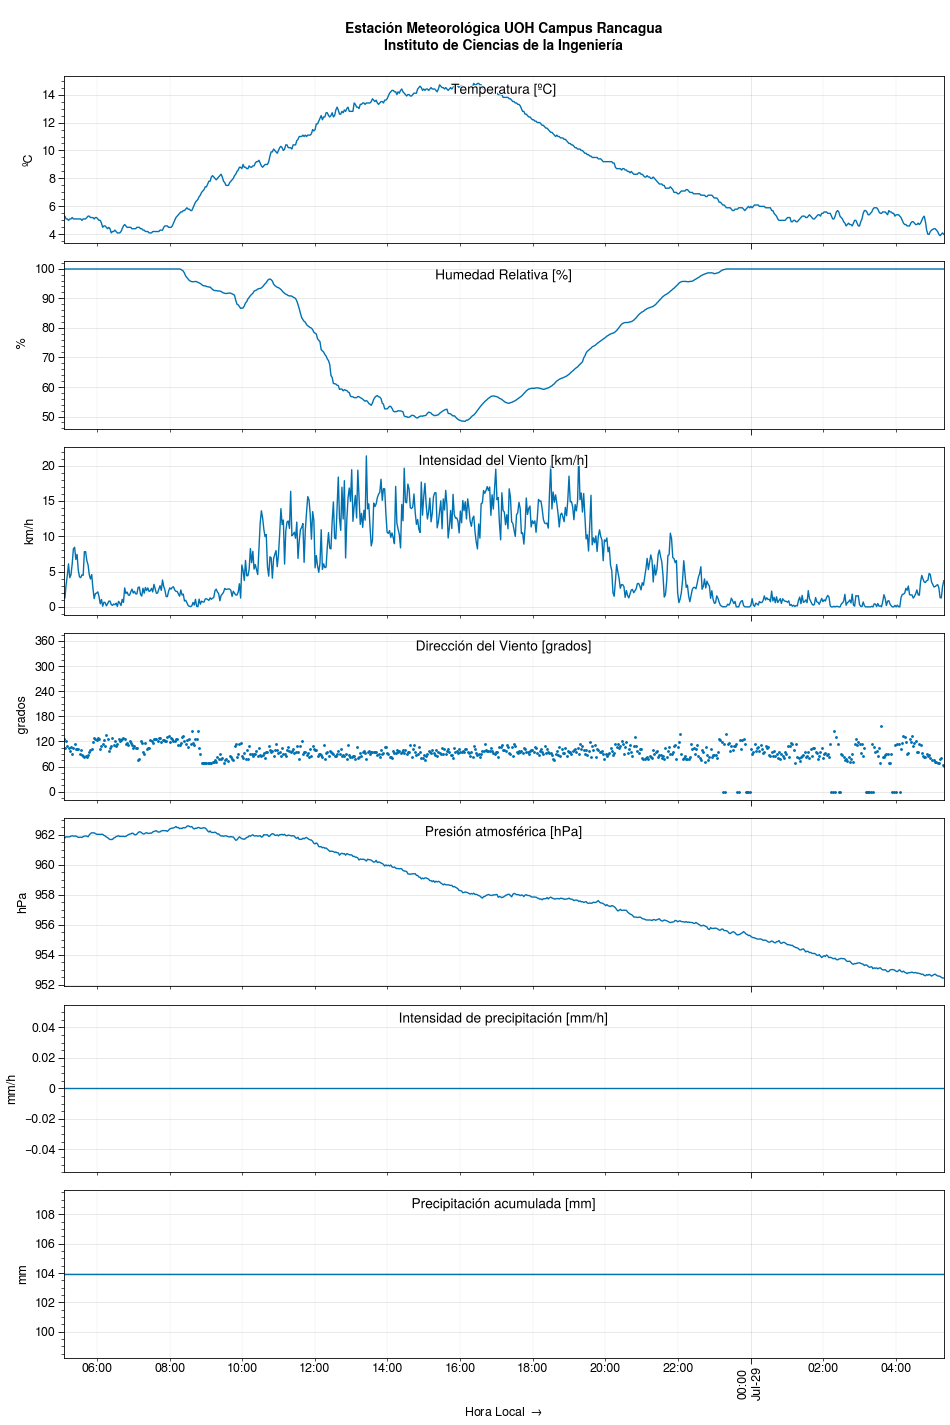 Estación Meteorológica UOH Campus Rancagua
Instituto de Ciencias de la Ingeniería
Temperatura [ºC]
ºC
14
12
10
8
6
4
Humedad Relativa [%]
%
100
90
80
70
60
50
Intensidad del Viento [km/h]
km/h
20
15
10
5
0
Dirección del Viento [grados]
grados
360
300
240
180
120
60
0
Presión atmosférica [hPa]
hPa
962
960
958
956
954
952
Intensidad de precipitación [mm/h]
mm/h
0.04
0.02
0
−0.02
−0.04
Precipitación acumulada [mm]
mm
108
106
104
102
100
06:00 08:00 10:00 12:00 14:00 16:00 18:00 20:00 22:00 00:00 02:00 04:00
Jul-29
Hora Local →